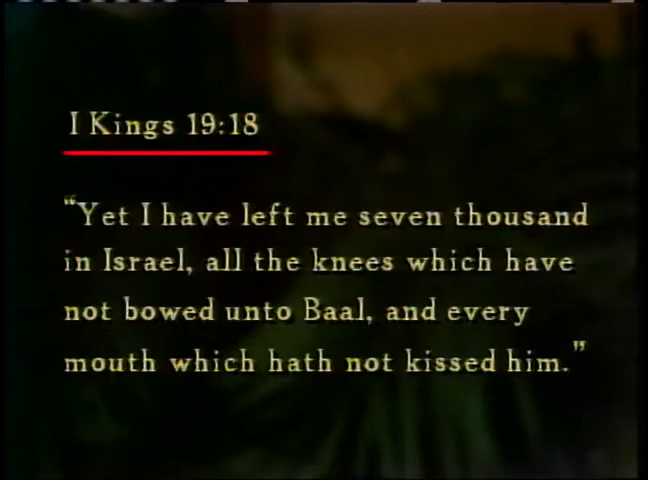 I Kings 19:18
“Yet I have left me seven thousand
in Israel, all the knees which have
not bowed unto Baal, and every
mouth which hath not kissed him.”